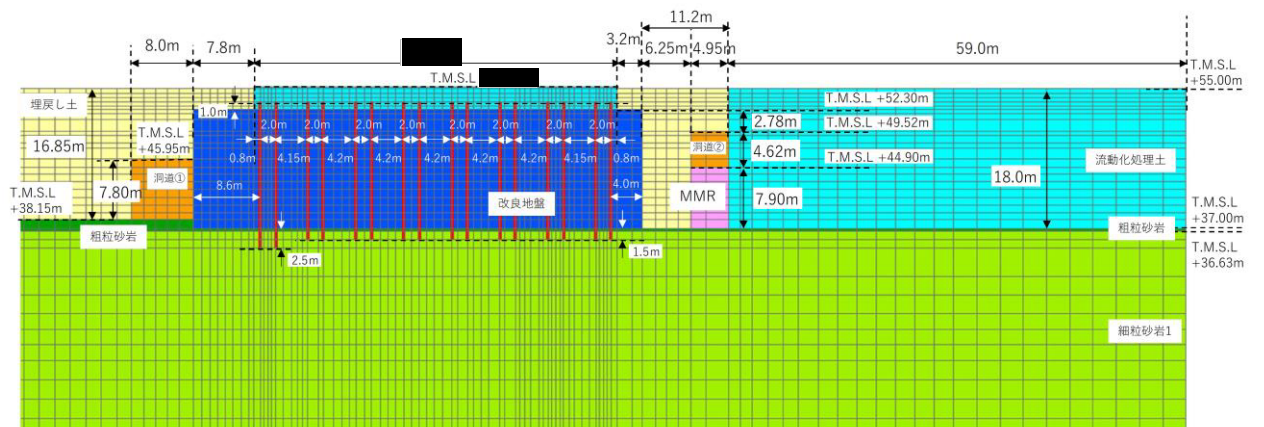 11.2m
8.0m
7.8m
3.2m
6.25m
4.95m
59.0m
T.M.S.L
T.M.S.L
+55.00m
埋戻し土
1.0m
T.M.S.L +52.30m
2.78m
T.M.S.L +49.52m
2.0m 2.0m 2.0m 2.0m 2.0m 2.0m 2.0m 2.0m
T.M.S.L
+45.95m
16.85m
洞道②
4.62m
T.M.S.L +44.90m
0.8m 4.15m 4.2m 4.2m 4.2m 4.2m 4.2m 4.15m 0.8m
流動化処理土
洞道①
7.80m
8.6m
4.0m
18.0m
T.M.S.L
+38.15m
改良地盤
MMR
7.90m
T.M.S.L
+37.00m
粗粒砂岩
粗粒砂岩
T.M.S.L
+36.63m
2.5m
1.5m
細粒砂岩1